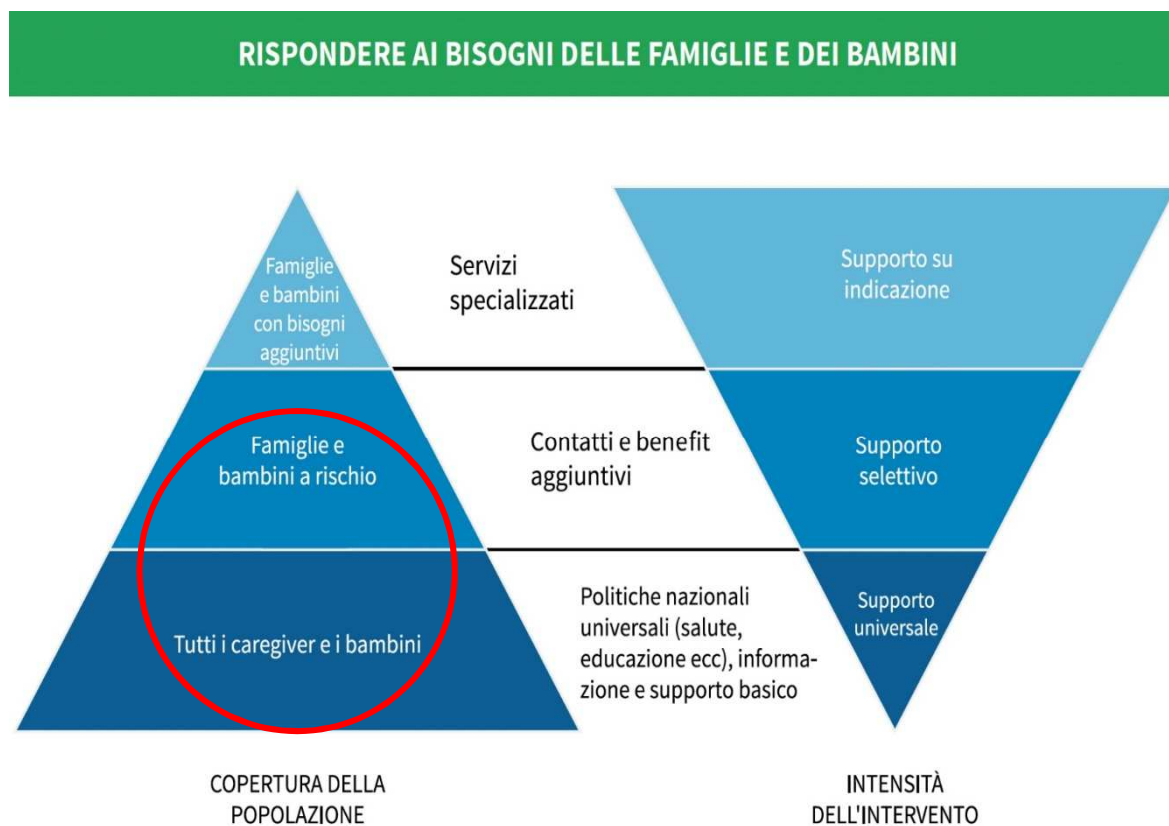 RISPONDERE AI BISOGNI DELLE FAMIGLIE E DEI BAMBINI
Famiglie
e bambini
con bisogni
aggiuntivi
Servizi
specializzati
Supporto su
indicazione
Famiglie e
bambini a rischio
Contatti e benefit
aggiuntivi
Supporto
selettivo
Tutti i caregiver e i bambini
Politiche nazionali
universali (salute,
educazione ecc), informa-
zione e supporto basico
Supporto
universale
COPERTURA DELLA
POPOLAZIONE
INTENSITÀ
DELL'INTERVENTO